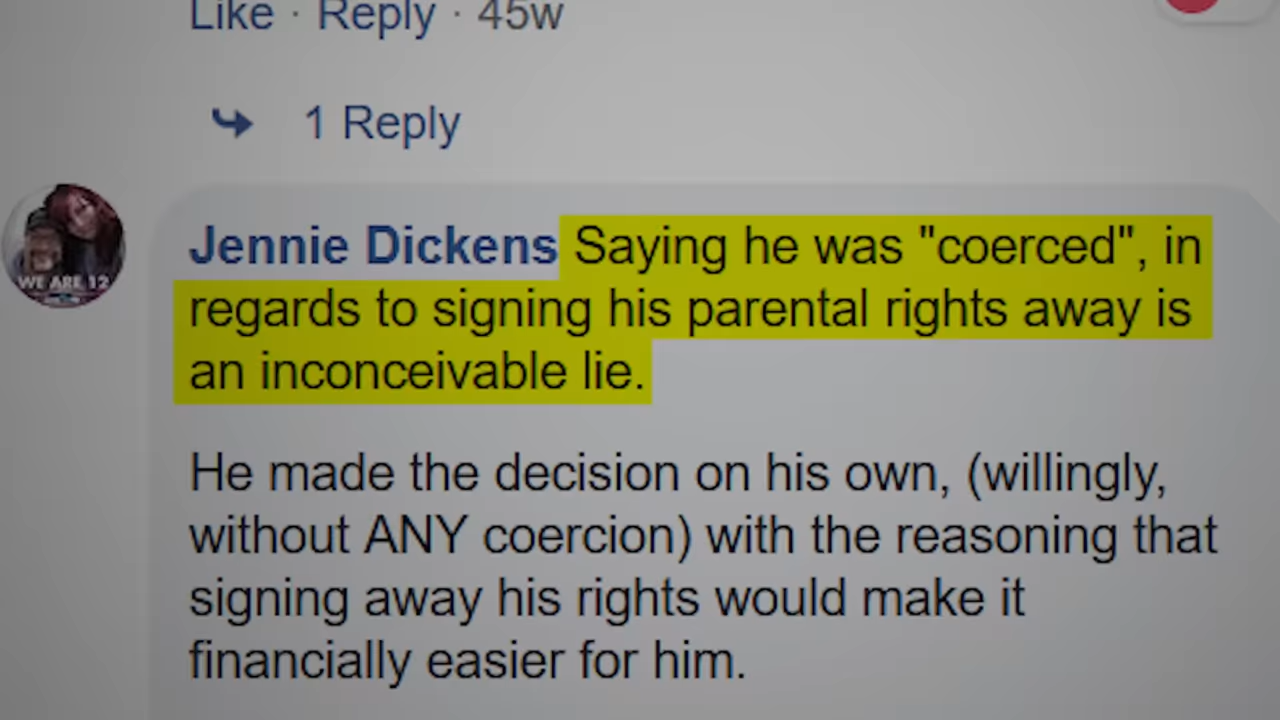 Like · Reply · 45w
1 Reply
WE ARE 12
Jennie Dickens Saying he was "coerced", in
regards to signing his parental rights away is
an inconceivable lie.
He made the decision on his own, (willingly,
without ANY coercion) with the reasoning that
signing away his rights would make it
financially easier for him.